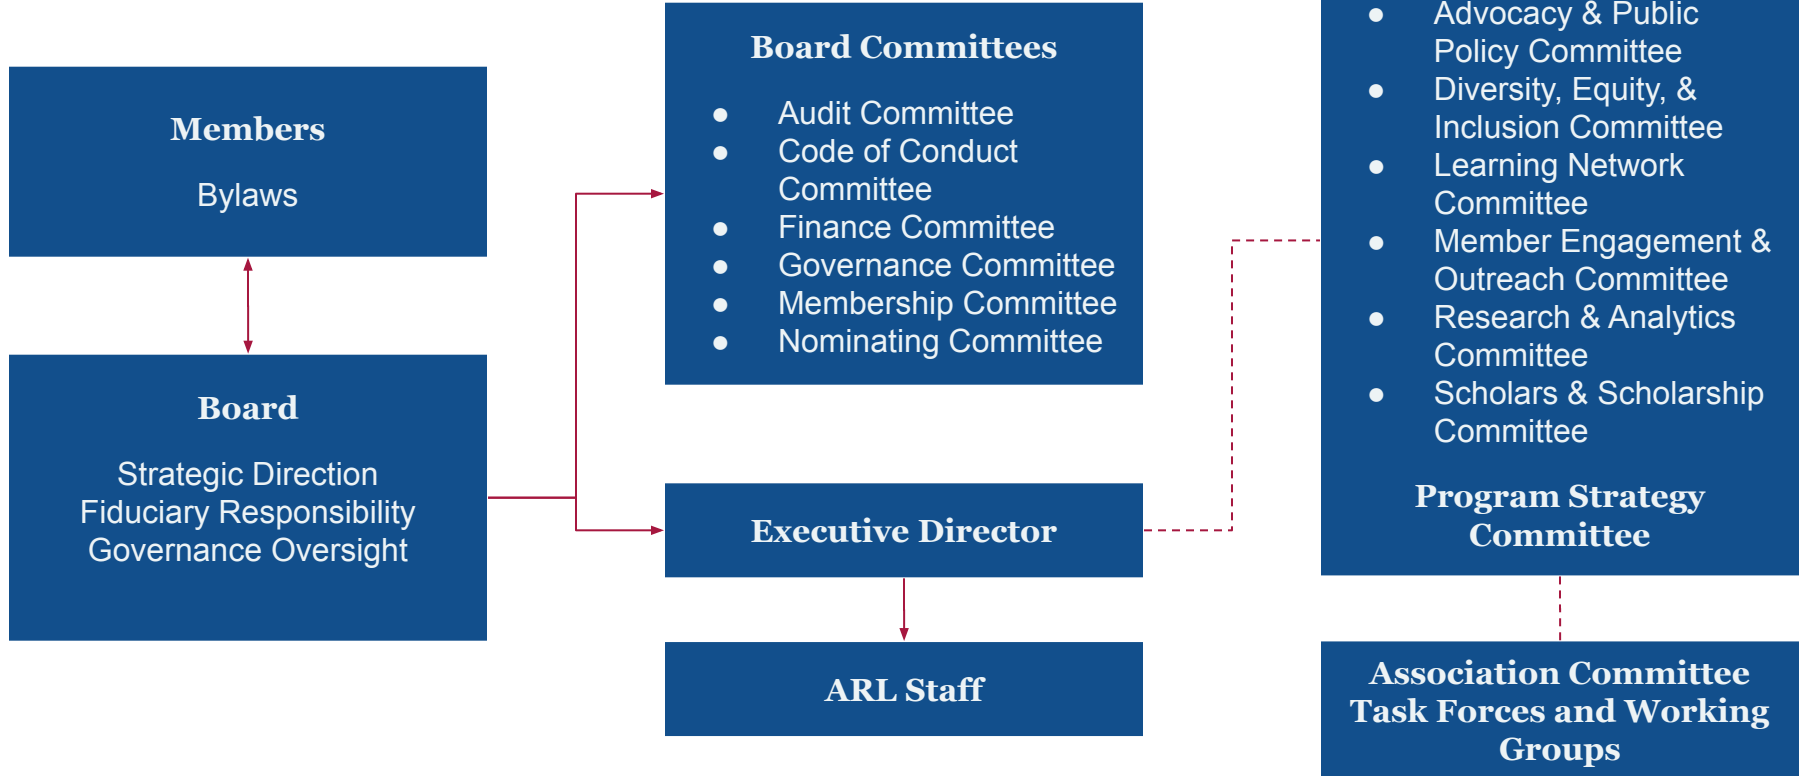 Members
Bylaws
Board
Strategic Direction
Fiduciary Responsibility
Governance Oversight
Board Committees
● Audit Committee
● Code of Conduct
Committee
● Finance Committee
● Governance Committee
● Membership Committee
● Nominating Committee
Executive Director
ARL Staff
● Advocacy & Public
Policy Committee
● Diversity, Equity, &
Inclusion Committee
● Learning Network
Committee
● Member Engagement &
Outreach Committee
● Research & Analytics
Committee
● Scholars & Scholarship
Committee
Program Strategy
Committee
Association Committee
Task Forces and Working
Groups